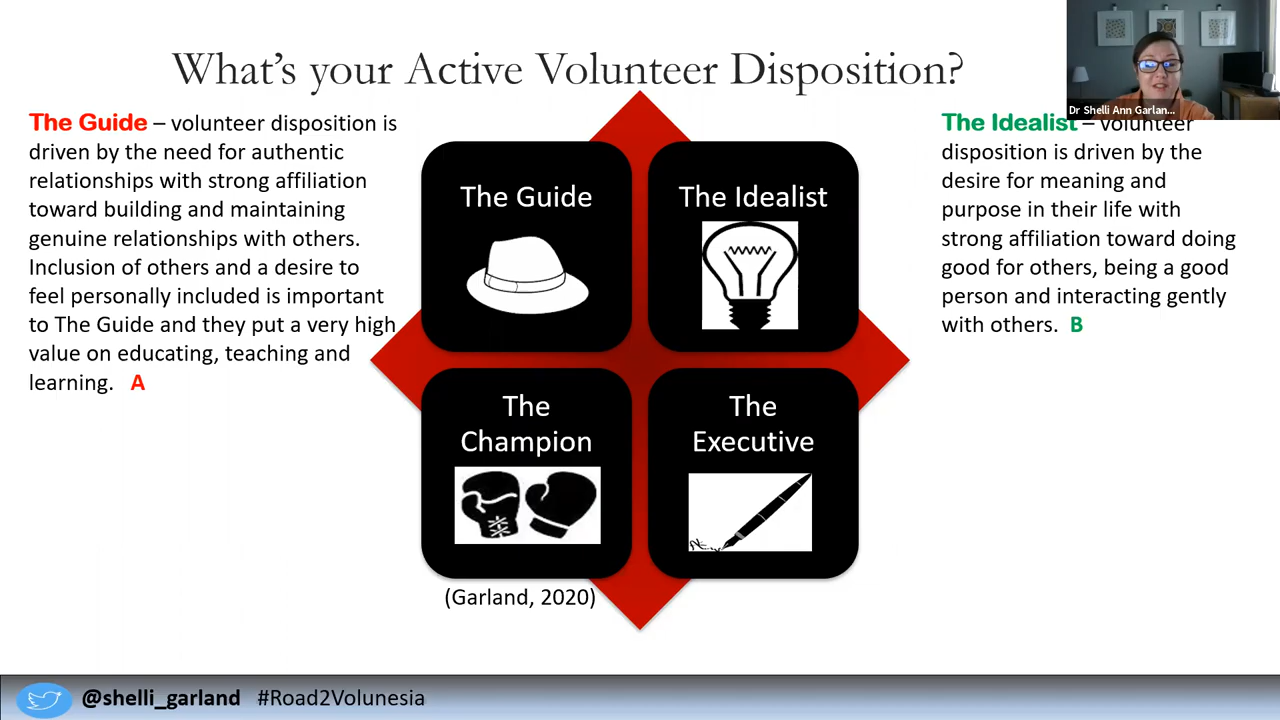 What's your Active Volunteer Disposition?
Dr Shelli Ann Garlan...
The Guide – volunteer disposition is
driven by the need for authentic
relationships with strong affiliation
toward building and maintaining
genuine relationships with others.
Inclusion of others and a desire to
feel personally included is important
to The Guide and they put a very high
value on educating, teaching and
learning. A
The Guide
The Idealist
The
Champion
The
Executive
(Garland, 2020)
The Idealist – volunteer
disposition is driven by the
desire for meaning and
purpose in their life with
strong affiliation toward doing
good for others, being a good
person and interacting gently
with others. B
@shelli_garland #Road2Volunesia